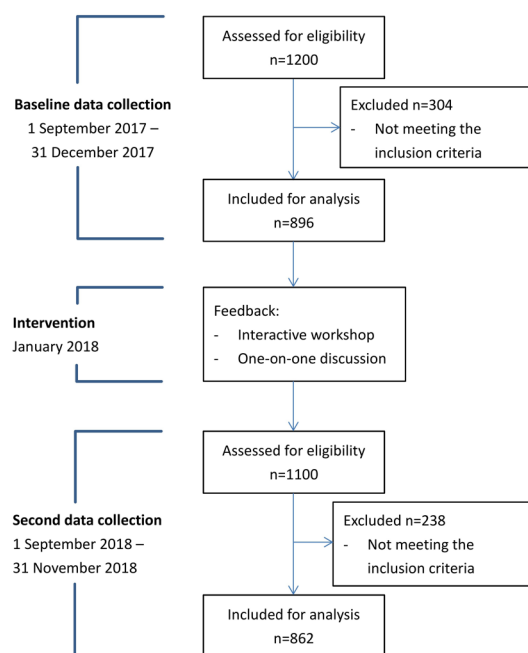 Assessed for eligibility
n=1200
Baseline data collection
1 September 2017 –
31 December 2017
Excluded n=304
- Not meeting the
inclusion criteria
Included for analysis
n=896
Intervention
January 2018
Feedback:
- Interactive workshop
- One-on-one discussion
Assessed for eligibility
n=1100
Second data collection
1 September 2018 –
31 November 2018
Excluded n=238
- Not meeting the
inclusion criteria
Included for analysis
n=862